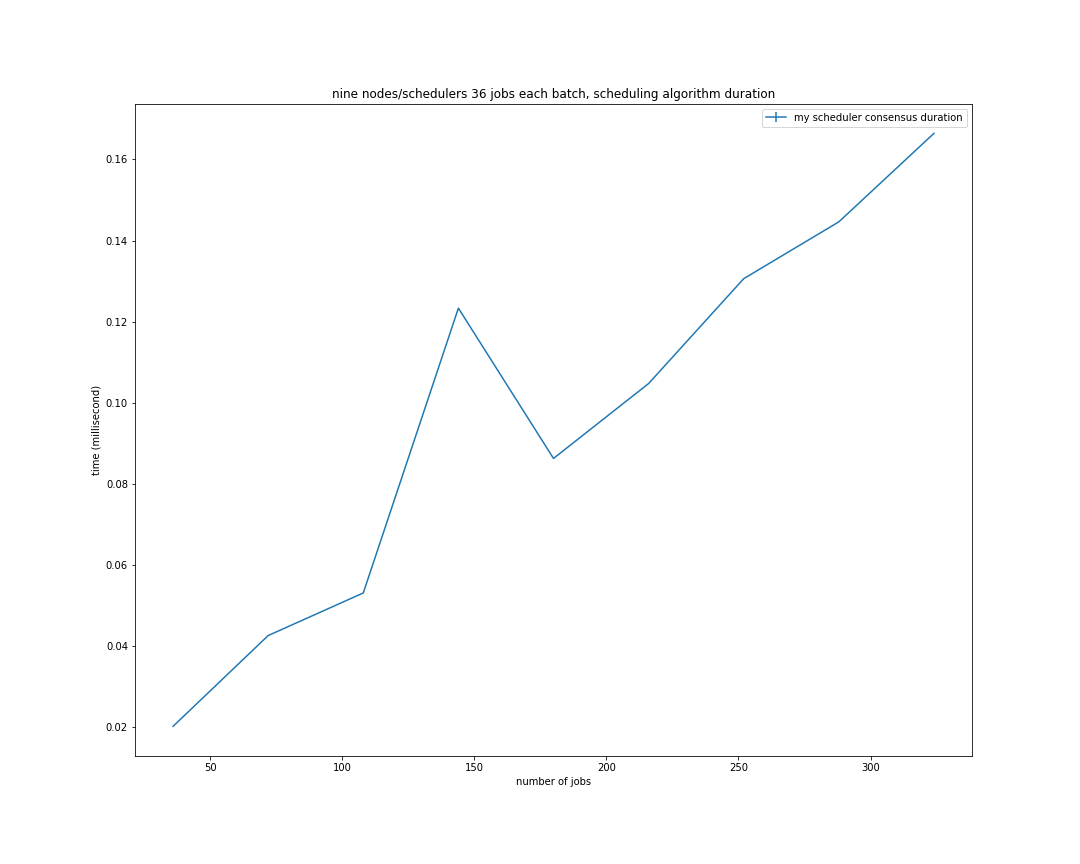 nine nodes/schedulers 36 jobs each batch, scheduling algorithm duration
my scheduler consensus duration
0.16
0.14
0.12
0.10
0.08
0.06
0.04
0.02
time (millisecond)
50 100 150 200 250 300
number of jobs